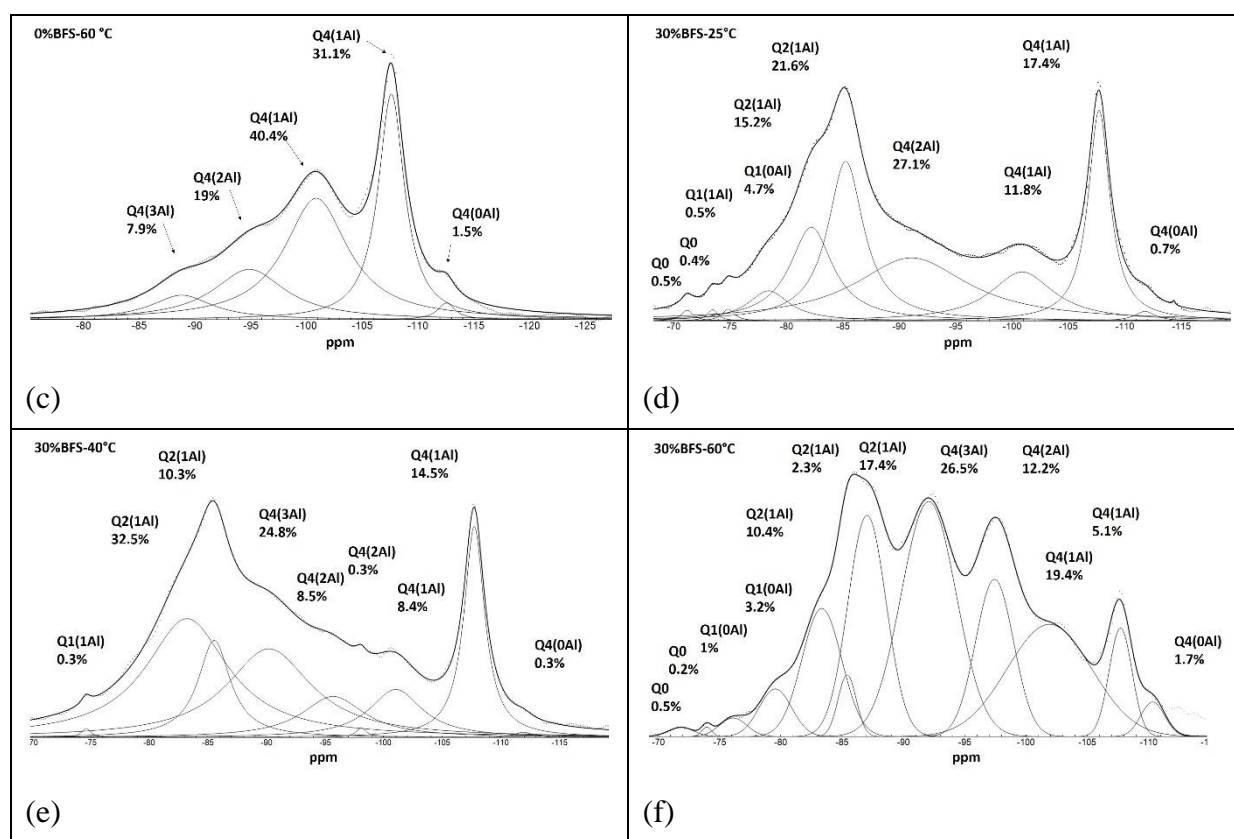 0%BFS-60 °C
Q4(1Al)
31.1%
Q4(1Al)
40.4%
Q4(2Al)
19%
Q4(3Al)
7.9%
Q4(0Al)
1.5%
-80 -85 -90 -95 -100 -105 -110 -115 -120 -125
ppm
(c)
30%BFS-25°C
Q2(1Al)
21.6%
Q4(1Al)
17.4%
Q2(1Al)
15.2%
Q4(2Al)
27.1%
Q1(0Al)
4.7%
Q4(1Al)
11.8%
Q1(1Al)
0.5%
Q4(0Al)
0.7%
Q0
0.4%
Q0
0.5%
-70 -75 -80 -85 -90 -95 -100 -105 -110 -115
ppm
(d)
30%BFS-40°C
Q2(1Al)
10.3%
Q4(1Al)
14.5%
Q2(1Al)
32.5%
Q4(3Al)
24.8%
Q4(2Al)
0.3%
Q4(2Al)
8.5%
Q4(1Al)
8.4%
Q1(1Al)
0.3%
Q4(0Al)
0.3%
70 -75 -80 -85 -90 -95 -100 -105 -110 -115
ppm
(e)
30%BFS-60°C
Q2(1Al)
2.3%
Q2(1Al)
17.4%
Q4(3Al)
26.5%
Q4(2Al)
12.2%
Q2(1Al)
10.4%
Q4(1Al)
5.1%
Q4(1Al)
19.4%
Q1(0Al)
3.2%
Q1(0Al)
1%
Q4(0Al)
1.7%
Q0
0.2%
Q0
0.5%
-70 -75 -80 -85 -90 -95 -100 -105 -110 -1
ppm
(f)